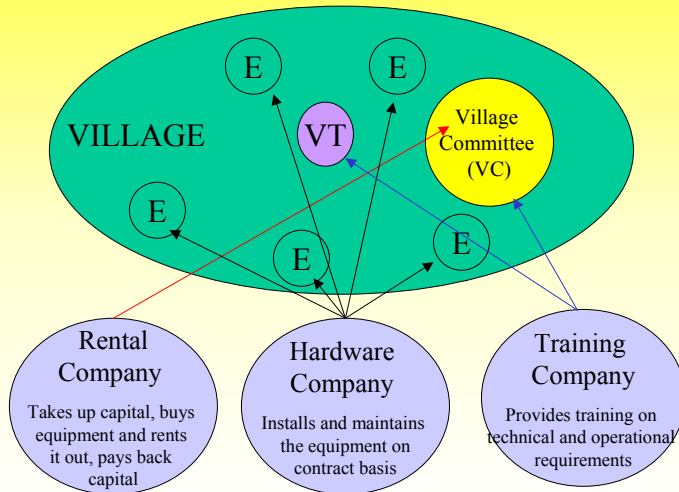 E
E
VILLAGE
VT
Village
Committee
(VC)
E
E
E
Rental
Company
Takes up capital, buys
equipment and rents
it out, pays back
capital
Hardware
Company
Installs and maintains
the equipment on
contract basis
Training
Company
Provides training on
technical and operational
requirements